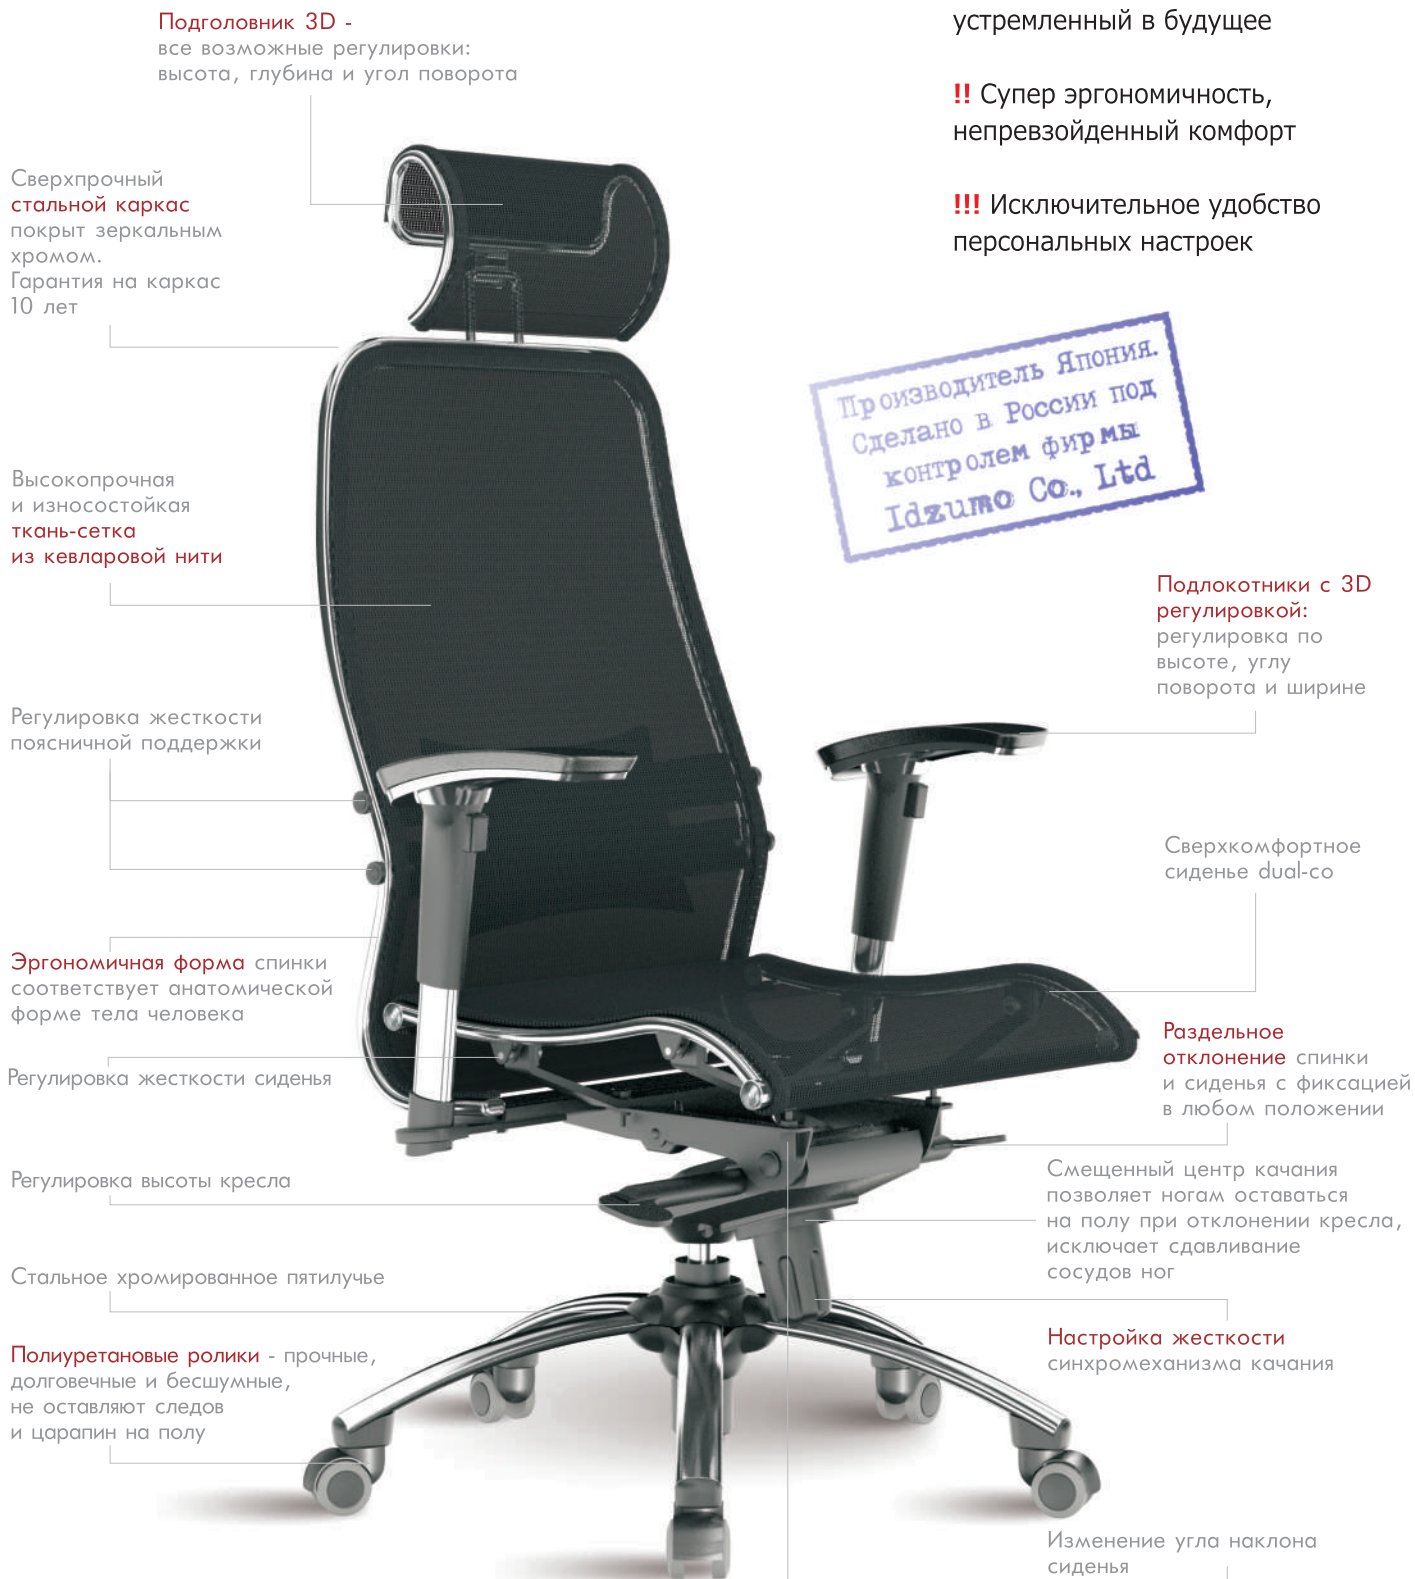 Подголовник 3D -
все возможные регулировки:
высота, глубина и угол поворота
устремленный в будущее
!! Супер эргономичность,
непревзойденный комфорт
!!! Исключительное удобство
персональных настроек
Сверхпрочный
стальной каркас
покрыт зеркальным
хромом.
Гарантия на каркас
10 лет
Производитель Япония.
Сделано в России под
контролем фирмы
Idzumo Co., Ltd
Высокопрочная
и износостойкая
ткань-сетка
из кевларовой нити
Подлокотники с 3D
регулировкой:
регулировка по
высоте, углу
поворота и ширине
Регулировка жесткости
поясничной поддержки
Сверхкомфортное
сиденье dual-co
Эргономичная форма спинки
соответствует анатомической
форме тела человека
Раздельное
отклонение спинки
и сиденья с фиксацией
в любом положении
Регулировка жесткости сиденья
Смещенный центр качания
позволяет ногам оставаться
на полу при отклонении кресла,
исключает сдавливание
сосудов ног
Регулировка высоты кресла
Стальное хромированное пятилучье
Настройка жесткости
синхромеханизма качания
Полиуретановые ролики - прочные,
долговечные и бесшумные,
не оставляют следов
и царапин на полу
Изменение угла наклона
сиденья